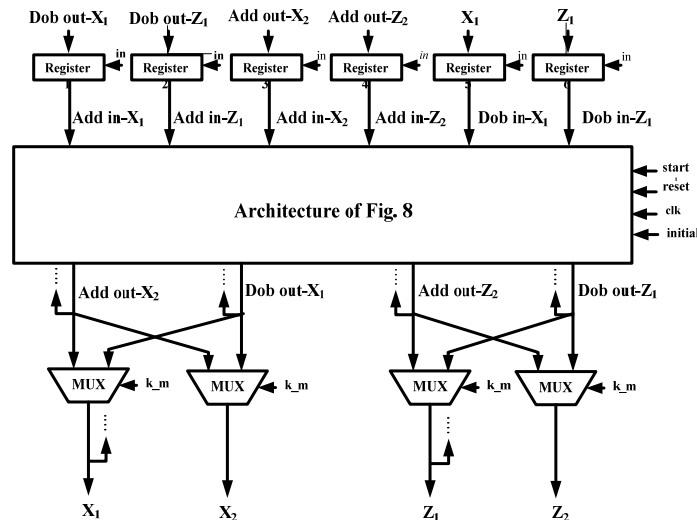 Dob out-X1 Dob out-Z1 Add out-X2 Add out-Z2 X1 Z1
Register 1 in Register 2 in Register 3 in Register 4 in Register 5 in Register 6 in
Add in-X1 Add in-Z1 Add in-X2 Add in-Z2 Dob in-X1 Dob in-Z1
start
reset
Architecture of Fig. 8
clk
initial
Add out-X2 Dob out-X1 Add out-Z2 Dob out-Z1
MUX k_m MUX k_m MUX k_m MUX k_m
X1 X2 Z1 Z2